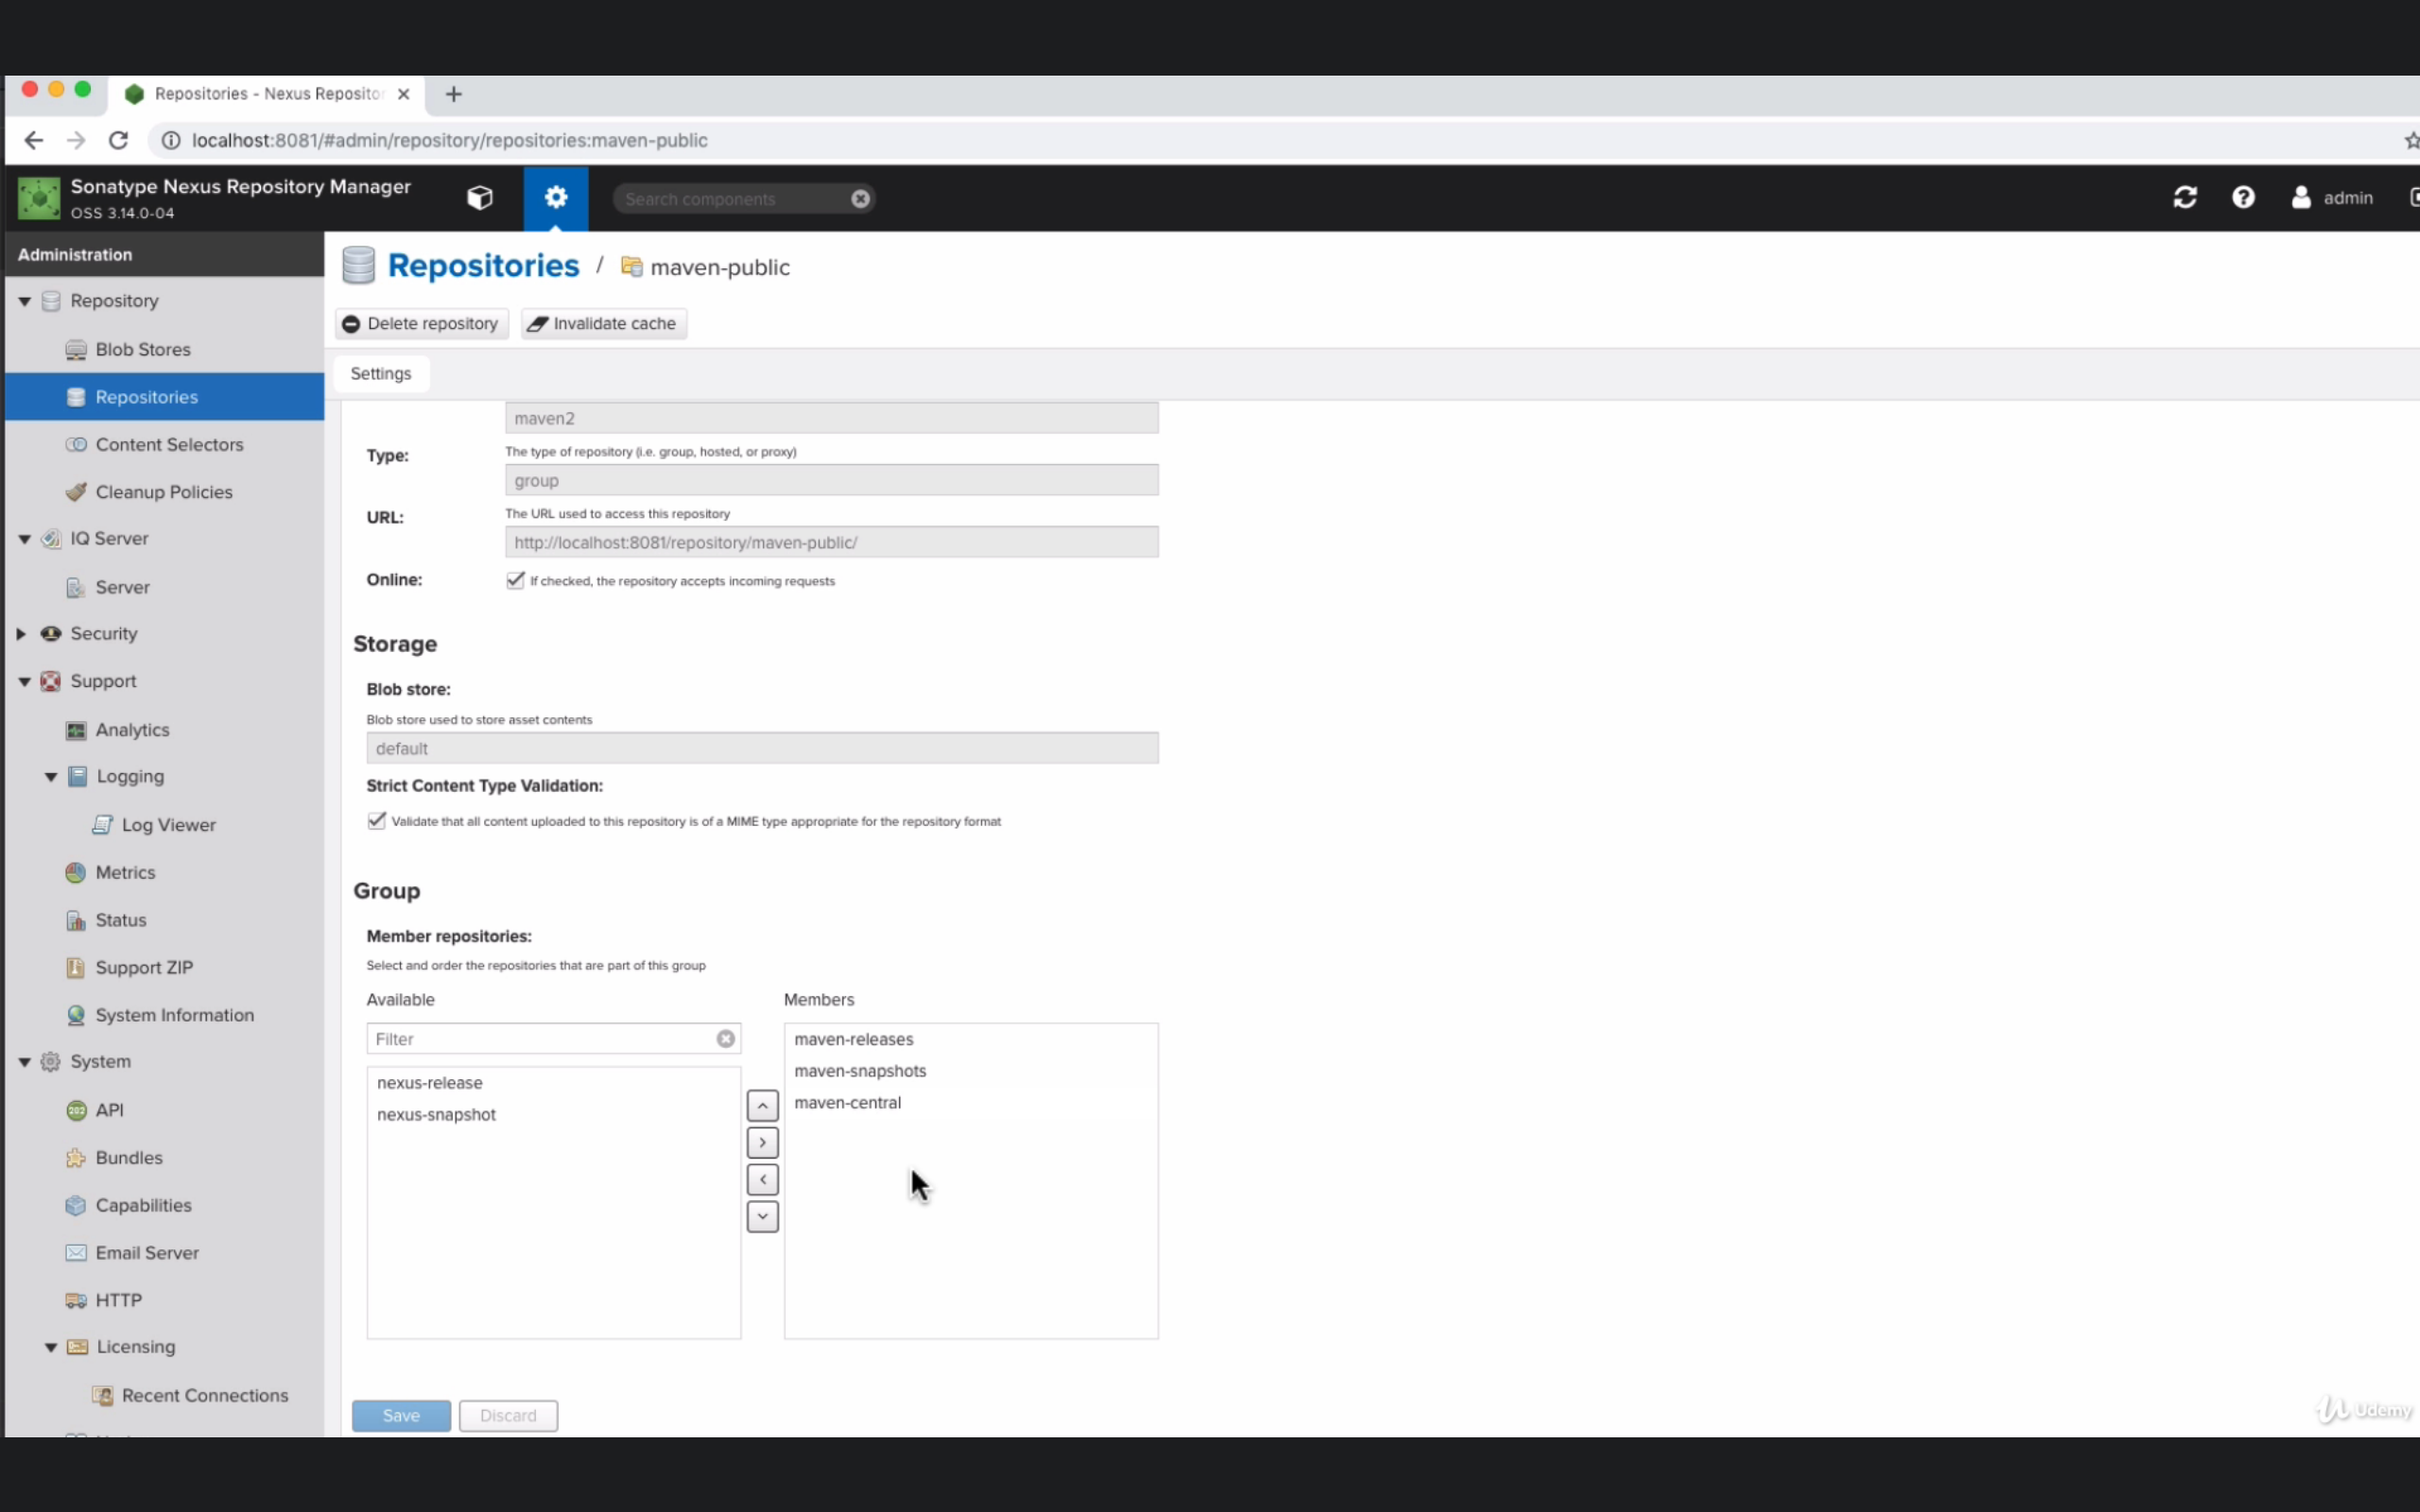 Repositories - Nexus Repositor
localhost:8081/#admin/repository/repositories:maven-public
Sonatype Nexus Repository Manager
OSS 3.14.0-04
Search components
admin
Administration
Repository
Blob Stores
Repositories
Content Selectors
Cleanup Policies
IQ Server
Server
Security
Support
Analytics
Logging
Log Viewer
Metrics
Status
Support ZIP
System Information
System
API
Bundles
Capabilities
Email Server
HTTP
Licensing
Recent Connections
Repositories / maven-public
Delete repository
Invalidate cache
Settings
maven2
Type:
The type of repository (i.e. group, hosted, or proxy)
group
URL:
The URL used to access this repository
http://localhost:8081/repository/maven-public/
Online:
If checked, the repository accepts incoming requests
Storage
Blob store:
Blob store used to store asset contents
default
Strict Content Type Validation:
Validate that all content uploaded to this repository is of a MIME type appropriate for the repository format
Group
Member repositories:
Select and order the repositories that are part of this group
Available
Members
Filter
nexus-release
nexus-snapshot
maven-releases
maven-snapshots
maven-central
Save
Discard
Udemy